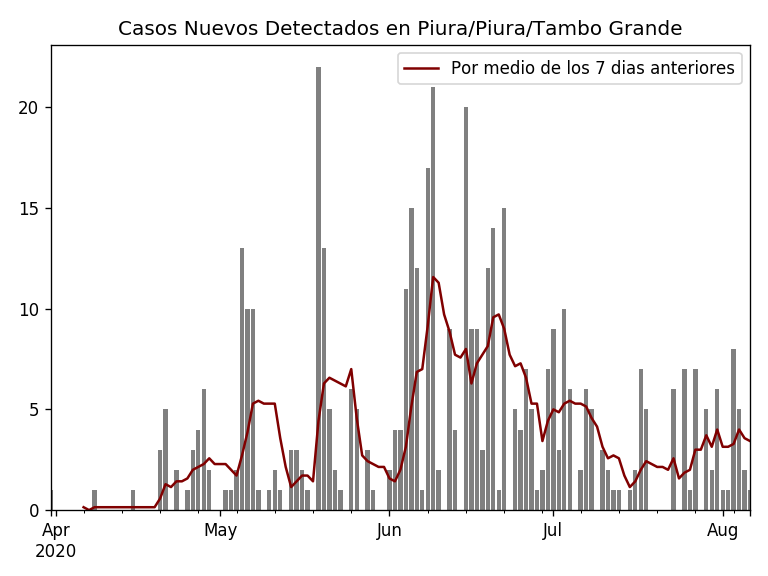 Casos Nuevos Detectados en Piura/Piura/Tambo Grande
Por medio de los 7 dias anteriores
20
15
10
5
0
Apr May Jun Jul Aug
2020